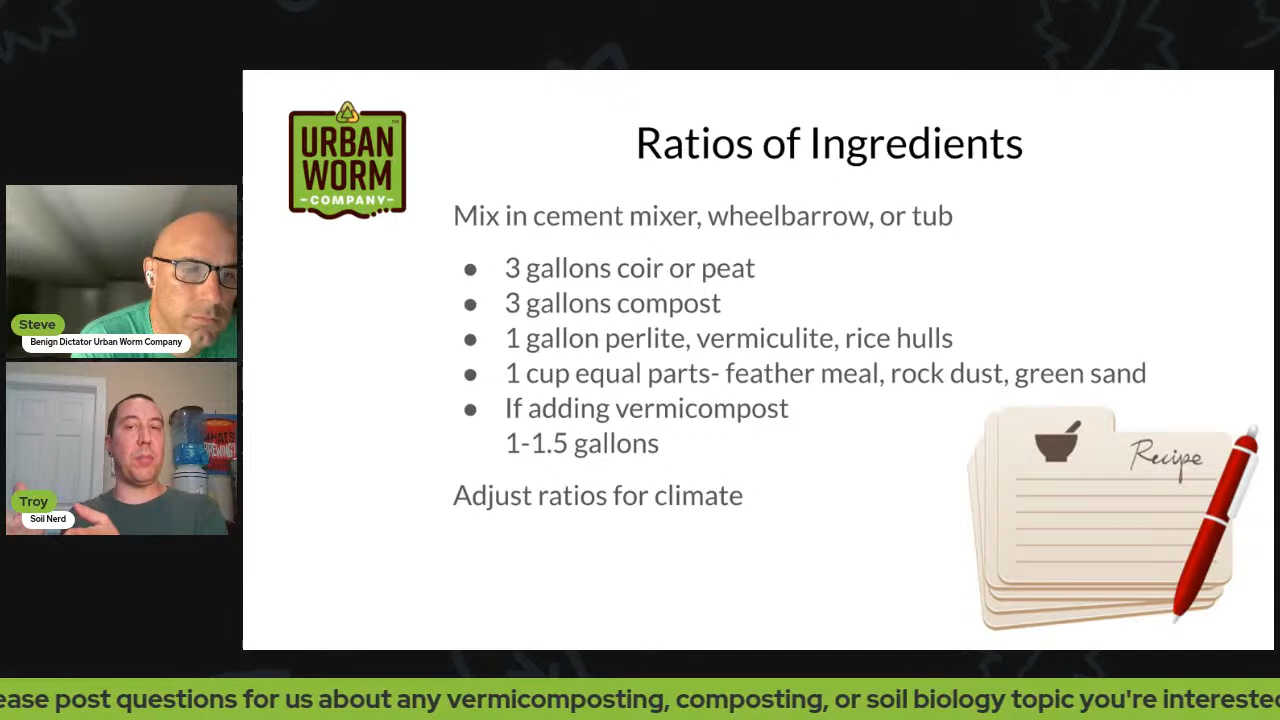 URBAN
WORM
COMPANY
TM
Ratios of Ingredients
Mix in cement mixer, wheelbarrow, or tub
● 3 gallons coir or peat
● 3 gallons compost
● 1 gallon perlite, vermiculite, rice hulls
● 1 cup equal parts- feather meal, rock dust, green sand
● If adding vermicompost
1-1.5 gallons
Adjust ratios for climate
Recipe
Steve
Benign Dictator Urban Worm Company
WHAT'S
BREWING?
Troy
Soil Nerd
ease post questions for us about any vermicomposting, composting, or soil biology topic you're interested